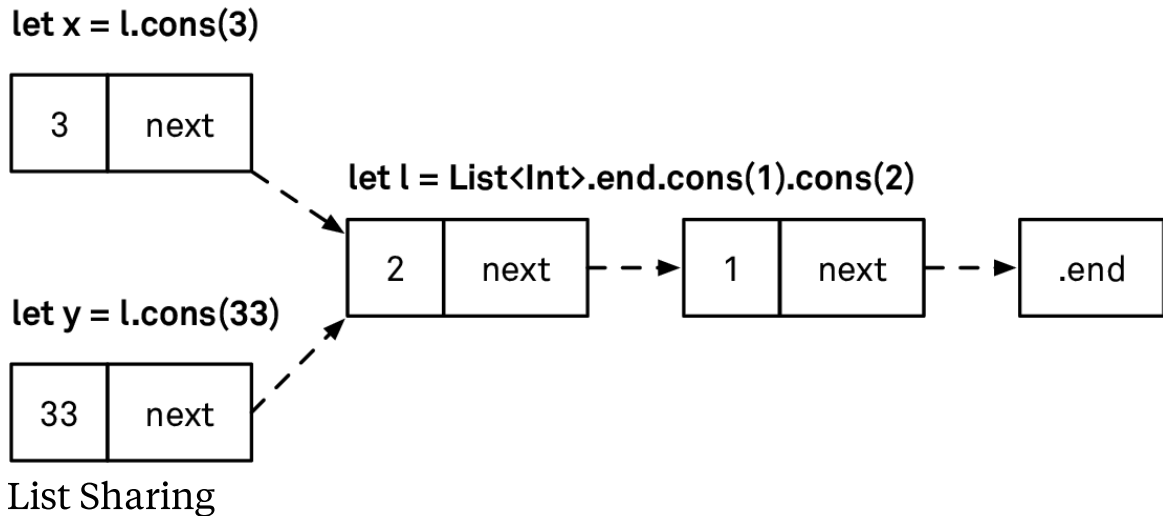 let x = l.cons(3)
3 next
let l = List<Int>.end.cons(1).cons(2)
2 next 1 next .end
let y = l.cons(33)
33 next
List Sharing